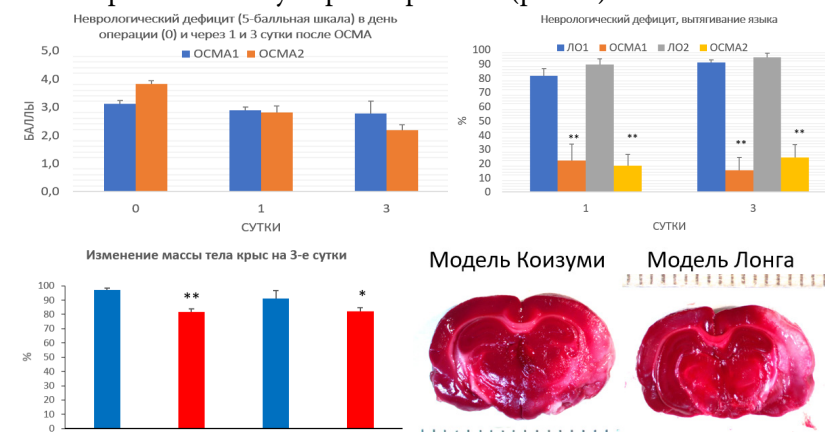 Неврологический дефицит (5-балльная шкала) в день
операции (0) и через 1 и 3 сутки после ОСМА
ОСМА1 ОСМА2
5,0
4,0
3,0
2,0
1,0
0,0
БАЛЛЫ
0 1 3
СУТКИ
Неврологический дефицит, вытягивание языка
ЛО1 ОСМА1 ЛО2 ОСМА2
100
90
80
70
60
50
40
30
20
10
0
%
** ** ** **
1 3
СУТКИ
Изменение массы тела крыс на 3-е сутки
100
90
80
70
60
50
40
30
20
10
0
%
** *
Модель Коизуми Модель Лонга